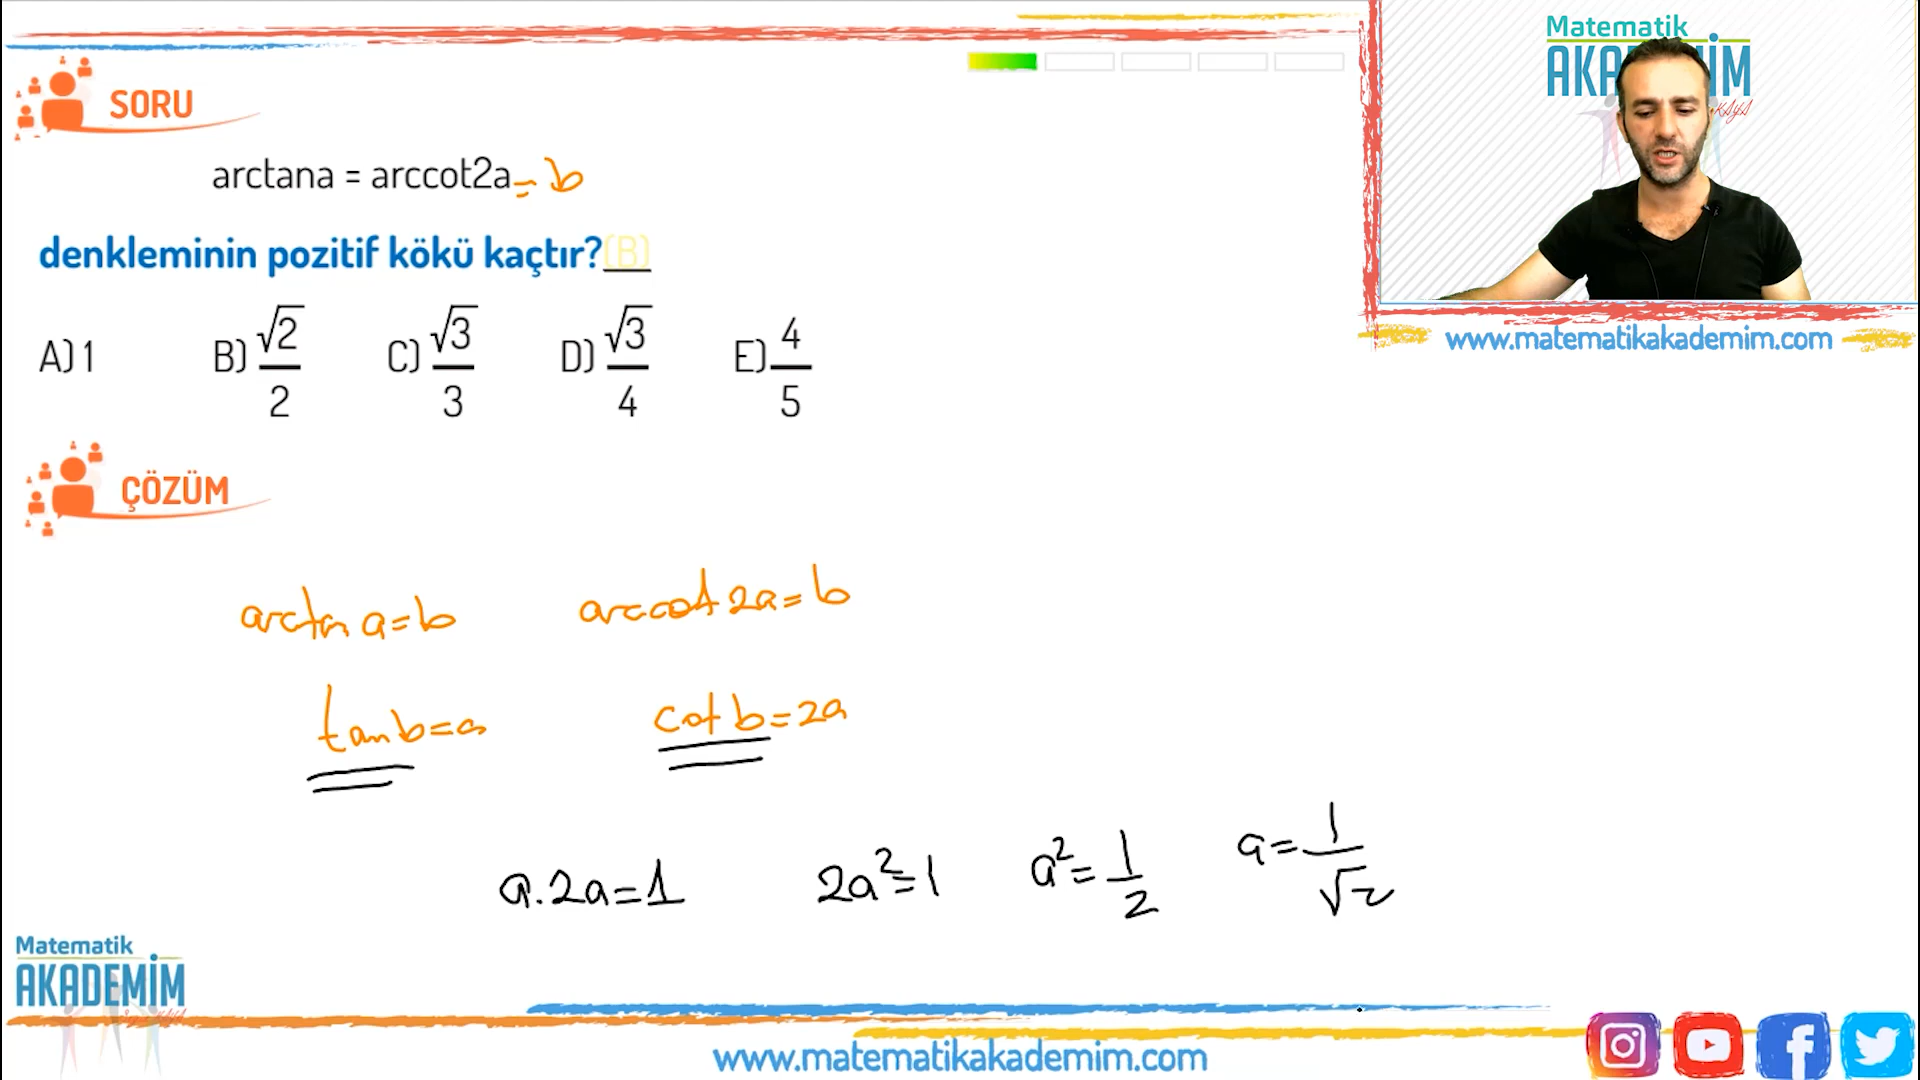 Matematik
AKADEMİM
KAYA
SORU
arctana = arccot2a = b
denkleminin pozitif kökü kaçtır? (B)
A) 1 B) √2/2 C) √3/3 D) √3/4 E) 4/5
www.matematikakademim.com
ÇÖZÜM
arctan a = b arccot 2a = b
tan b = a cot b = 2a
a.2a = 1 2a² = 1 a² = 1/2 a = 1/√2
Matematik
AKADEMİM
www.matematikakademim.com